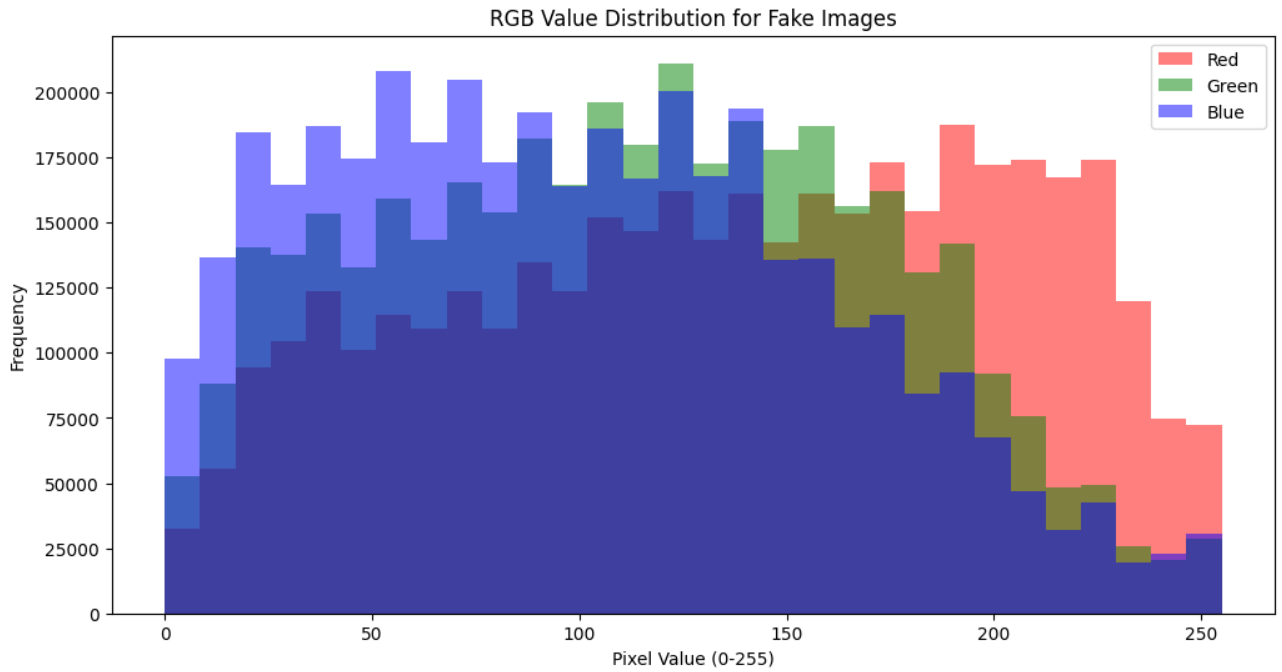 RGB Value Distribution for Fake Images
Red
Green
Blue
200000
175000
150000
125000
100000
75000
50000
25000
0
Frequency
0 50 100 150 200 250
Pixel Value (0-255)